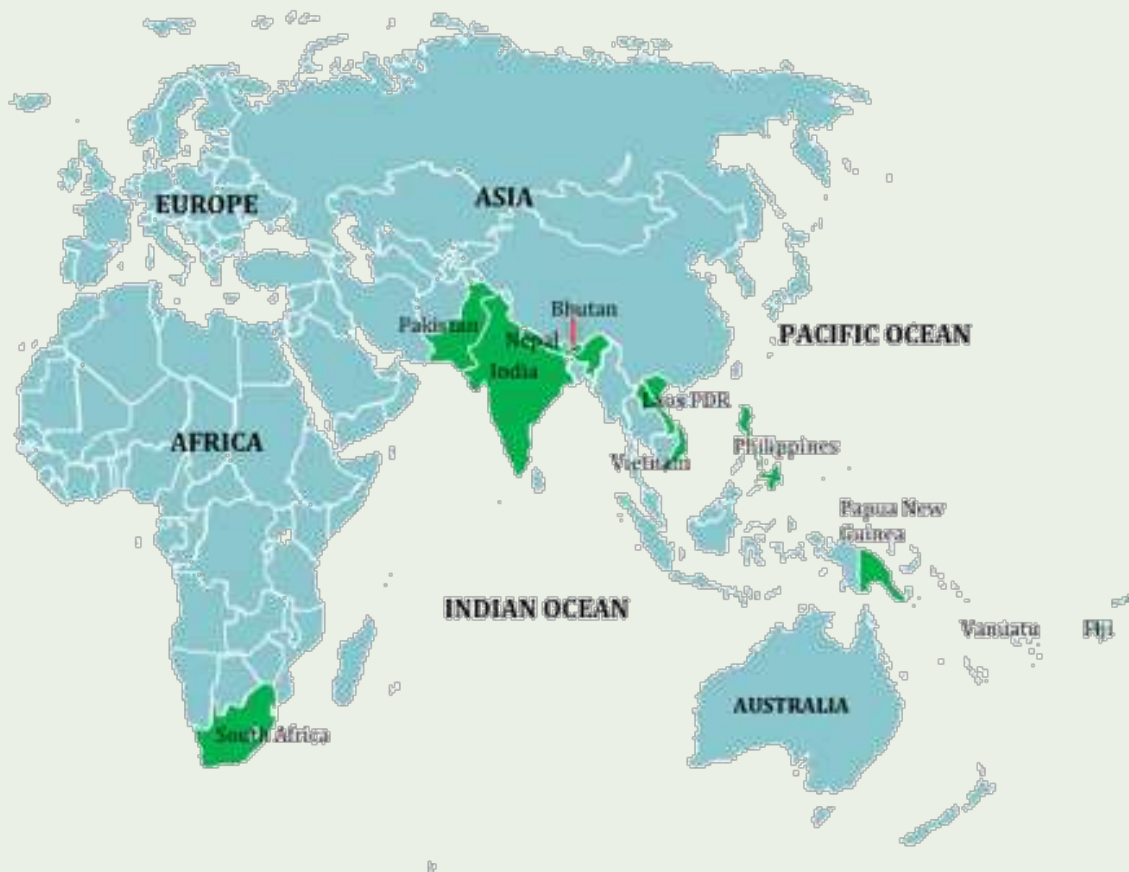 EUROPE
ASIA
Bhutan
Pakistan
Nepal
PACIFIC OCEAN
India
Laos PDR
AFRICA
Philippines
Vietnam
Papua New
Guinea
INDIAN OCEAN
Vanuatu
Fiji
AUSTRALIA
South Africa